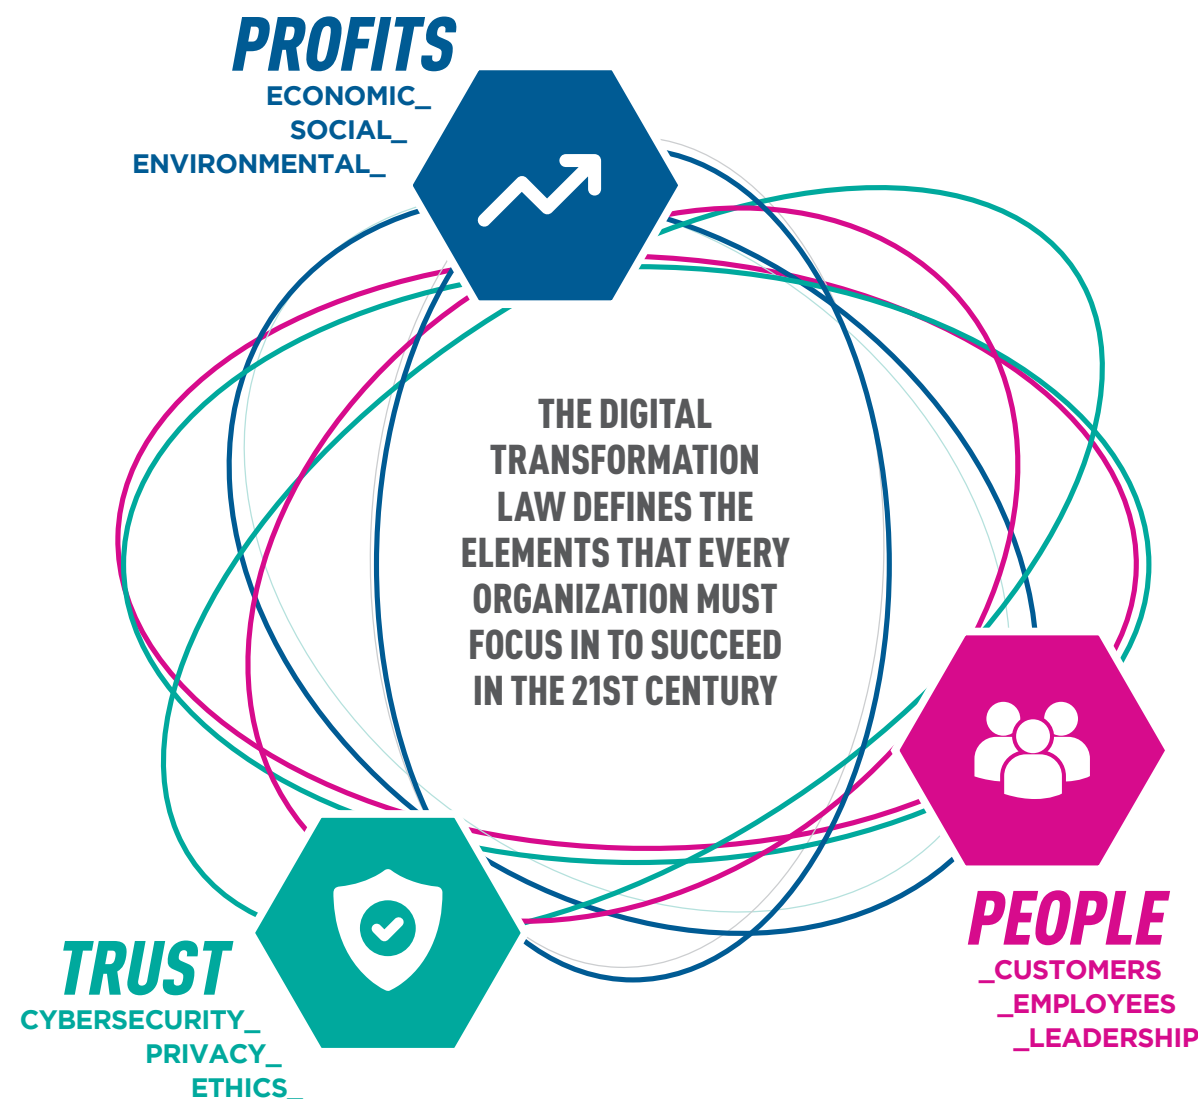 PROFITS
ECONOMIC_
SOCIAL_
ENVIRONMENTAL_
THE DIGITAL
TRANSFORMATION
LAW DEFINES THE
ELEMENTS THAT EVERY
ORGANIZATION MUST
FOCUS IN TO SUCCEED
IN THE 21ST CENTURY
PEOPLE
_CUSTOMERS
_EMPLOYEES
_LEADERSHIP
TRUST
CYBERSECURITY_
PRIVACY_
ETHICS_